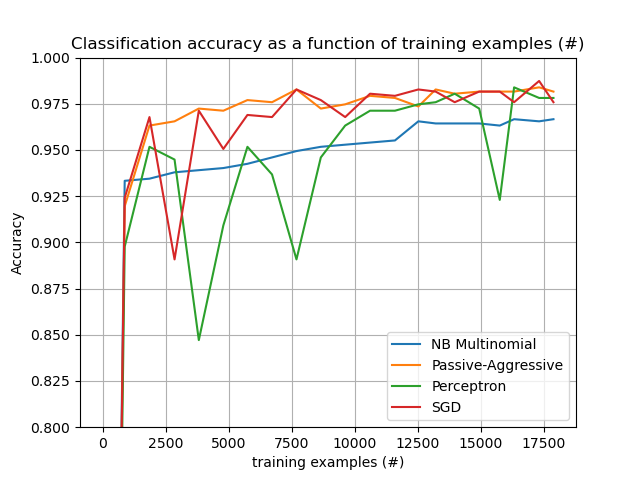 Classification accuracy as a function of training examples (#)
1.000
0.975
0.950
0.925
0.900
0.875
0.850
0.825
0.800
Accuracy
NB Multinomial
Passive-Aggressive
Perceptron
SGD
0 2500 5000 7500 10000 12500 15000 17500
training examples (#)